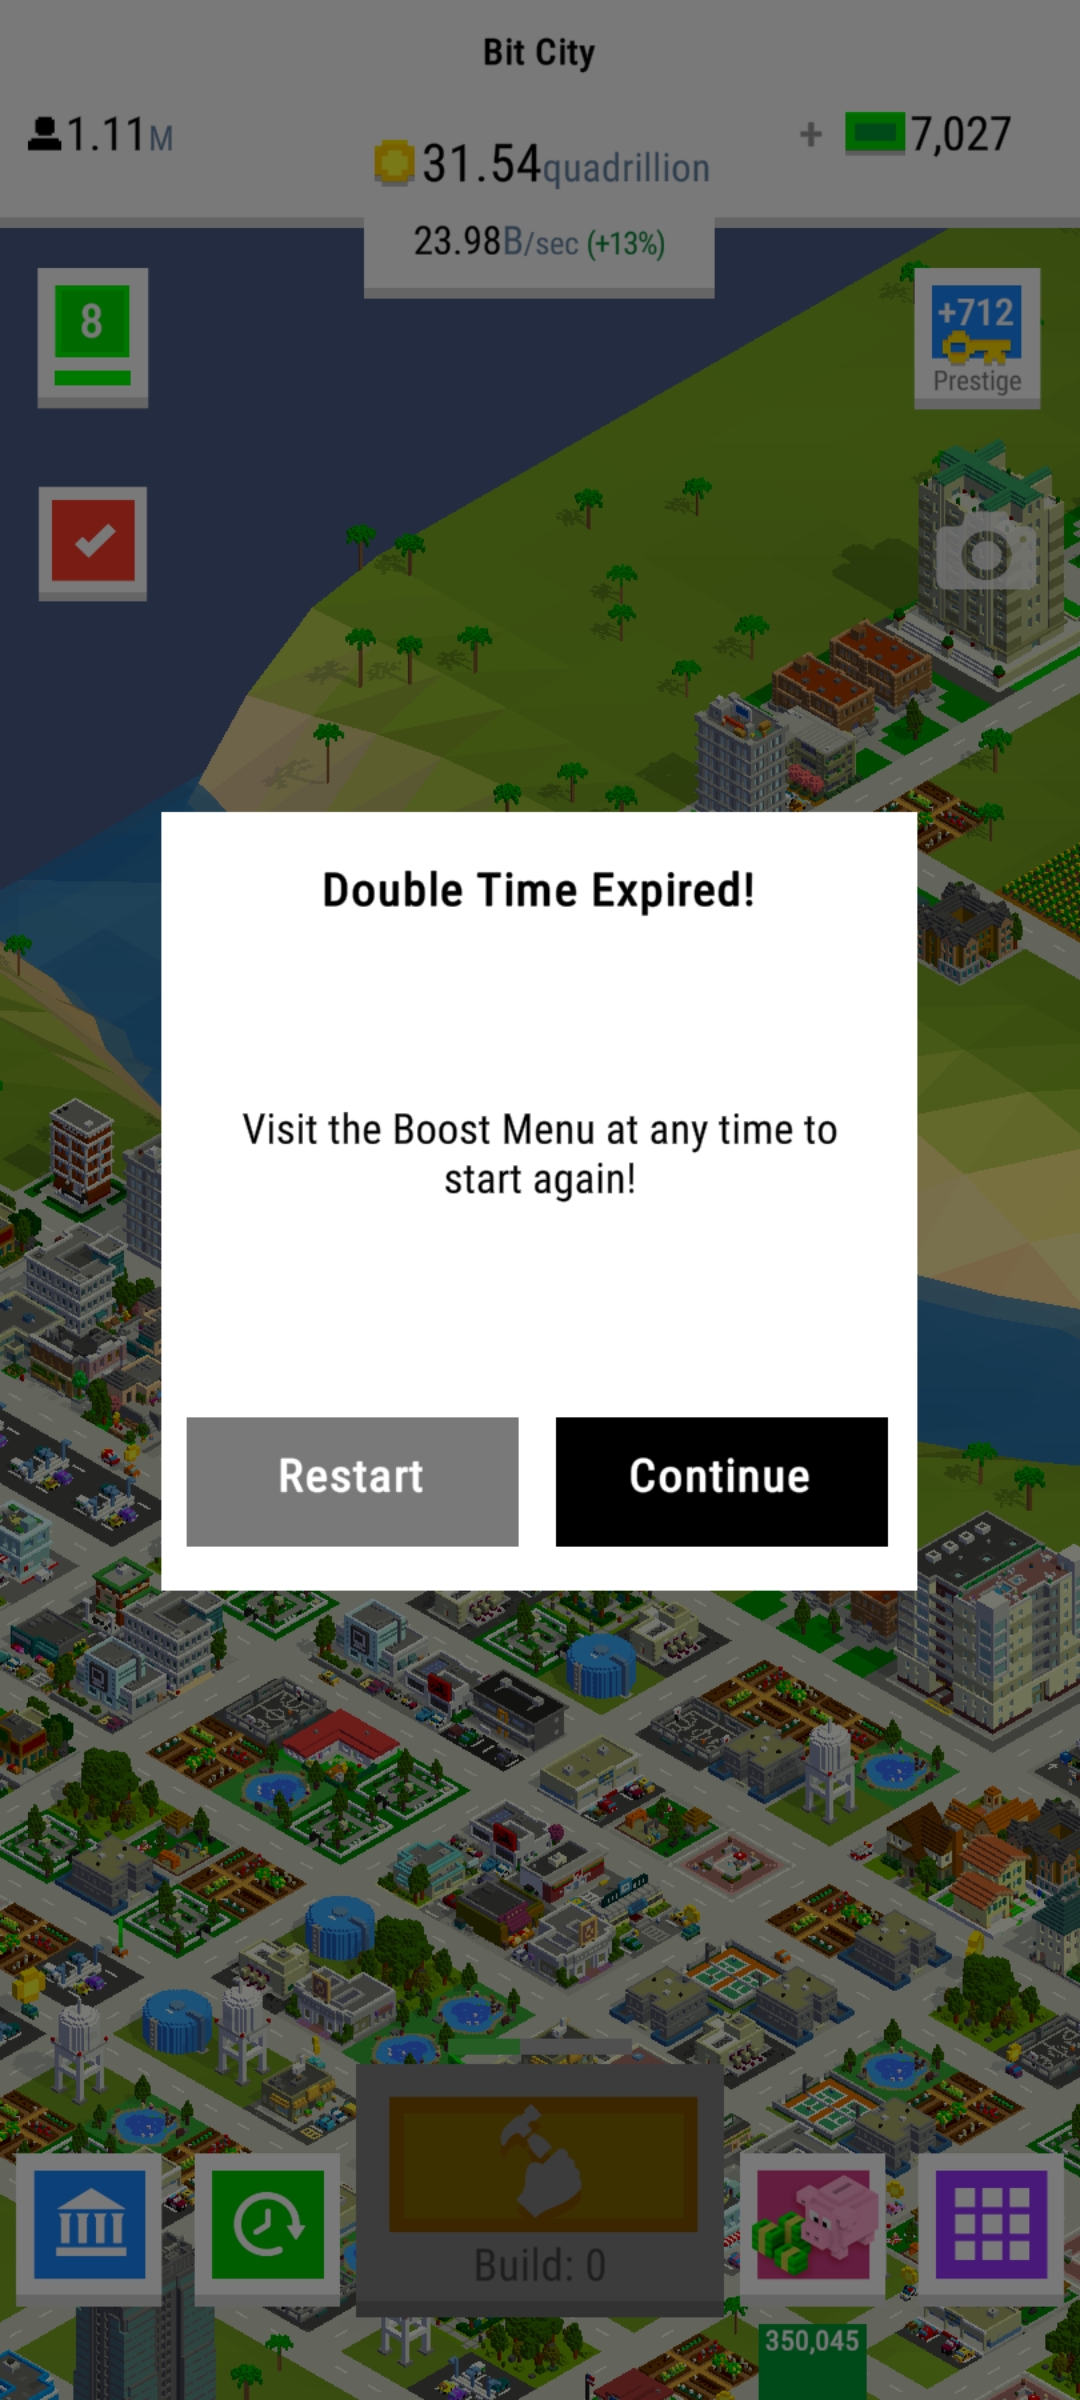 Bit City
1.11M
31.54quadrillion
+ 7,027
23.98B/sec (+13%)
8
+712
Prestige
Double Time Expired!
Visit the Boost Menu at any time to
start again!
Restart
Continue
Build: 0
350,045